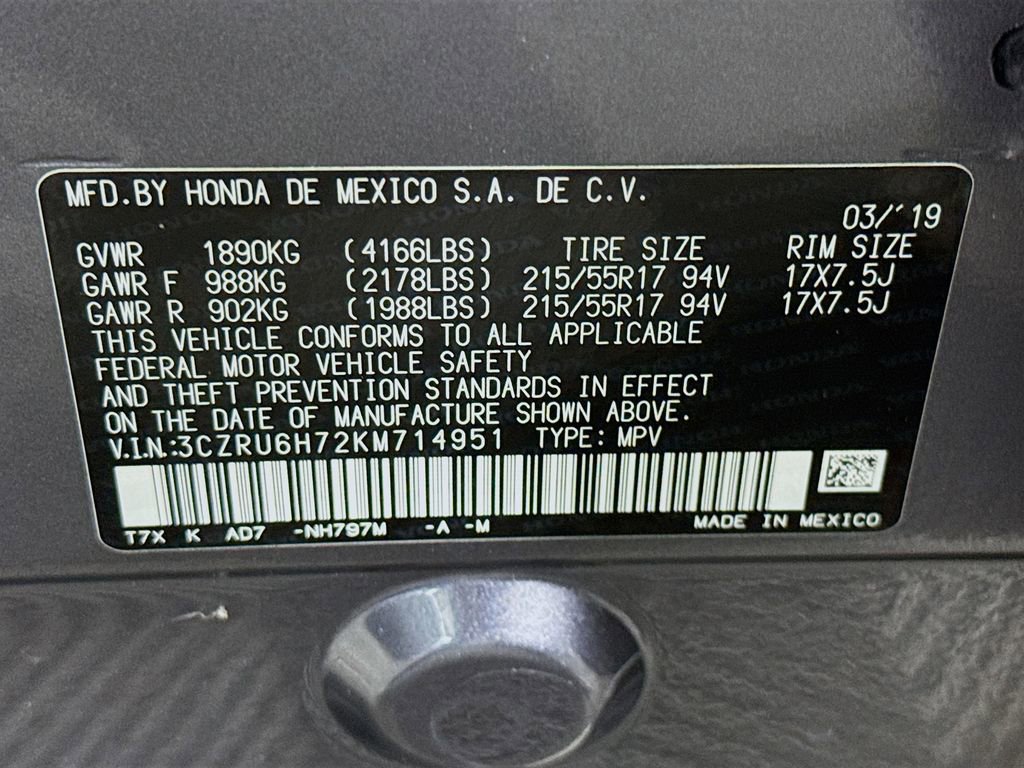 MFD.BY HONDA DE MEXICO S.A. DE C.V.
03/'19
GVWR 1890KG (4166LBS) TIRE SIZE RIM SIZE
GAWR F 988KG (2178LBS) 215/55R17 94V 17X7.5J
GAWR R 902KG (1988LBS) 215/55R17 94V 17X7.5J
THIS VEHICLE CONFORMS TO ALL APPLICABLE
FEDERAL MOTOR VEHICLE SAFETY
AND THEFT PREVENTION STANDARDS IN EFFECT
ON THE DATE OF MANUFACTURE SHOWN ABOVE.
V.I.N.:3CZRU6H72KM714951 TYPE: MPV
T7X K AD7 -NH797M -A -M MADE IN MEXICO